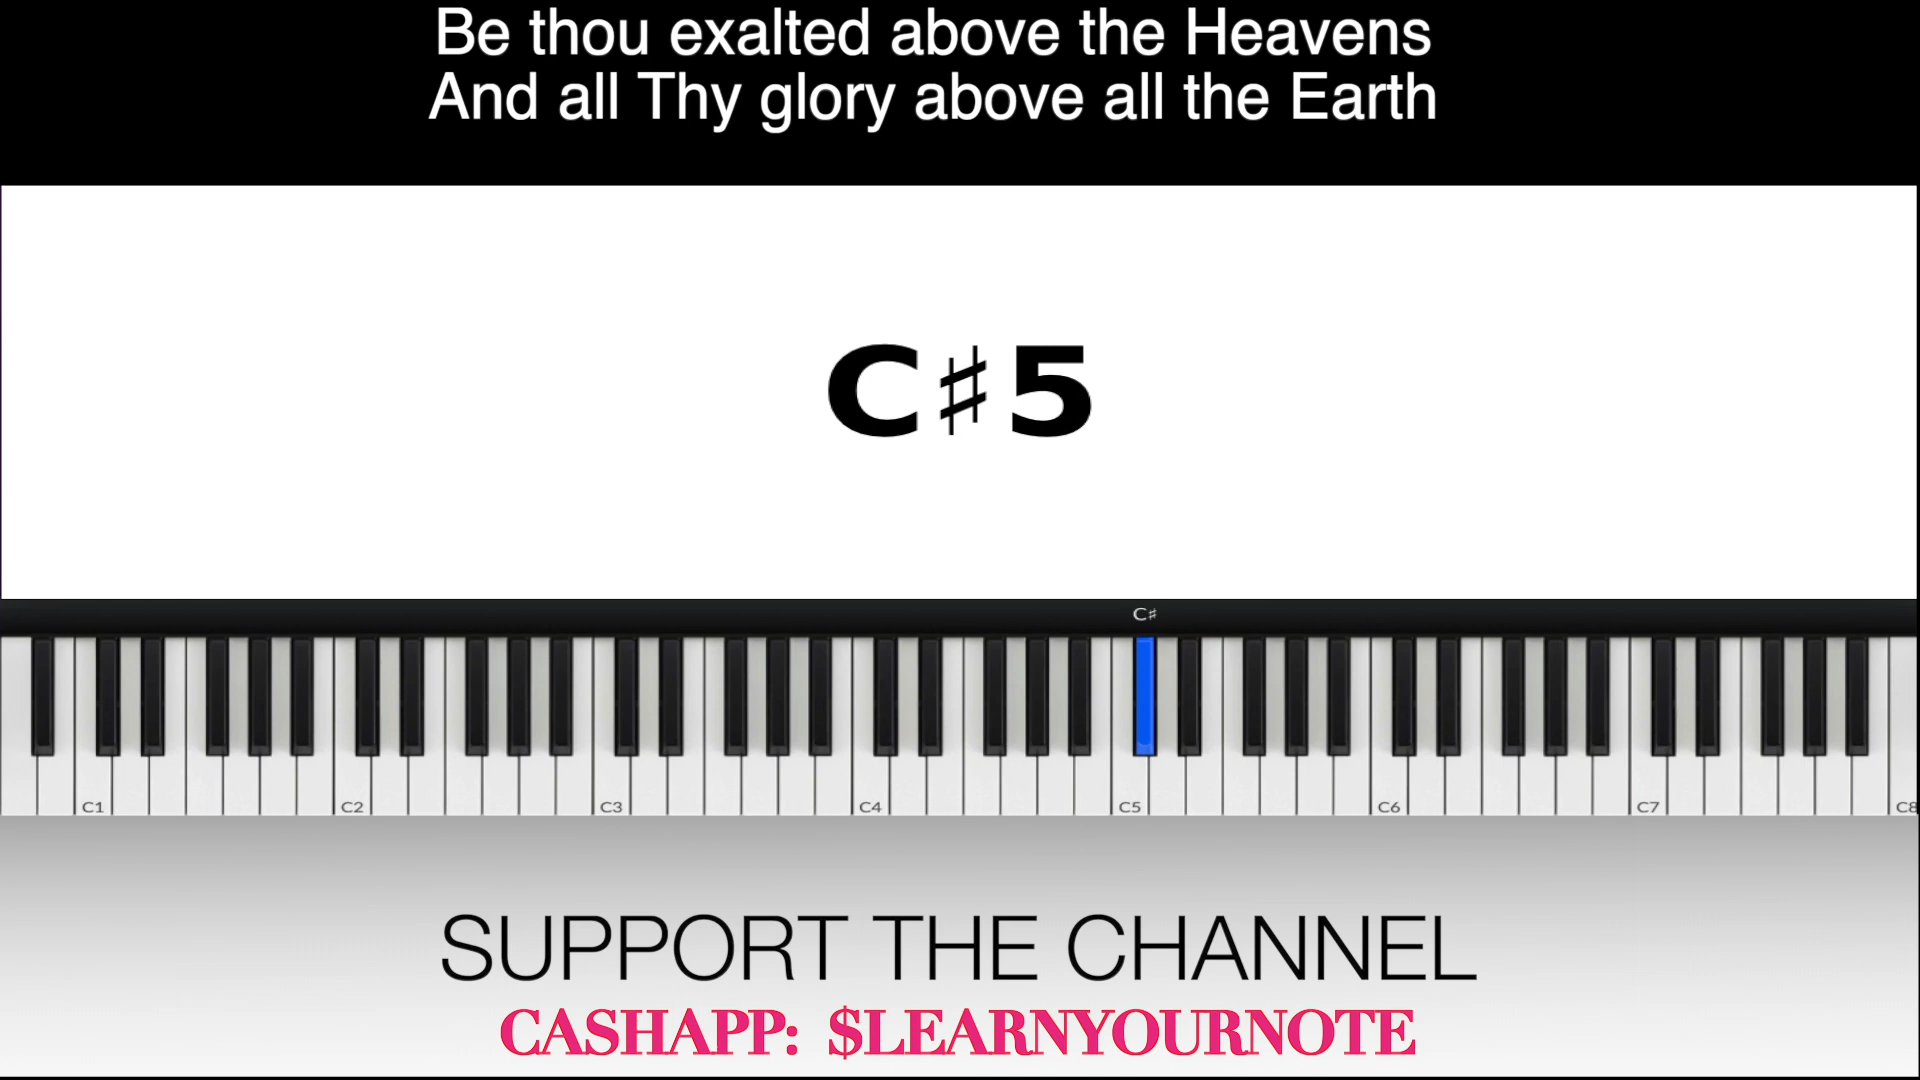 Be thou exalted above the Heavens
And all Thy glory above all the Earth
C♯5
C♯
C1 C2 C3 C4 C5 C6 C7 C8
SUPPORT THE CHANNEL
CASHAPP: $LEARNYOURNOTE